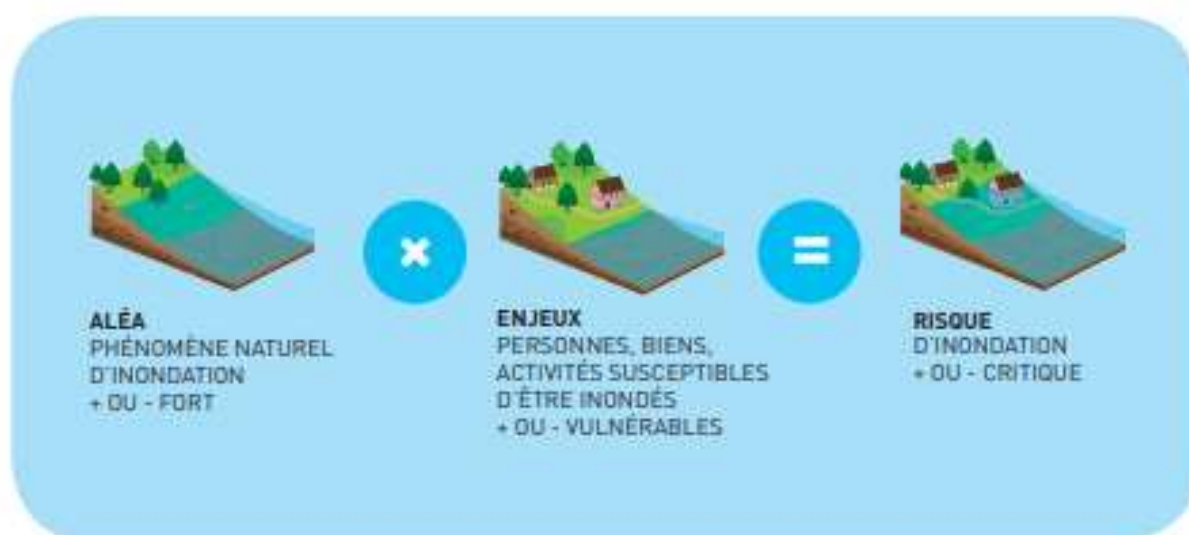 ALÉA
PHÉNOMÈNE NATUREL
D'INONDATION
+ OU - FORT
×
ENJEUX
PERSONNES, BIENS,
ACTIVITÉS SUSCEPTIBLES
D'ÊTRE INONDÉS
+ OU - VULNÉRABLES
=
RISQUE
D'INONDATION
+ OU - CRITIQUE